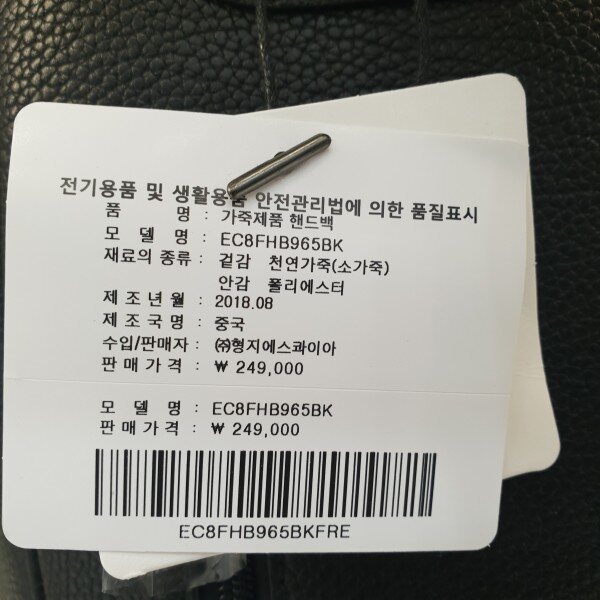 전기용품 및 생활용품 안전관리법에 의한 품질표시
품 명 : 가죽제품 핸드백
모 델 명 : EC8FHB965BK
재료의 종류 : 겉감 천연가죽(소가죽)
안감 폴리에스터
제 조 년 월 : 2018.08
제 조 국 명 : 중국
수입/판매자 : ㈜형지에스콰이아
판 매 가 격 : ₩ 249,000
모 델 명 : EC8FHB965BK
판 매 가 격 : ₩ 249,000
EC8FHB965BKFRE